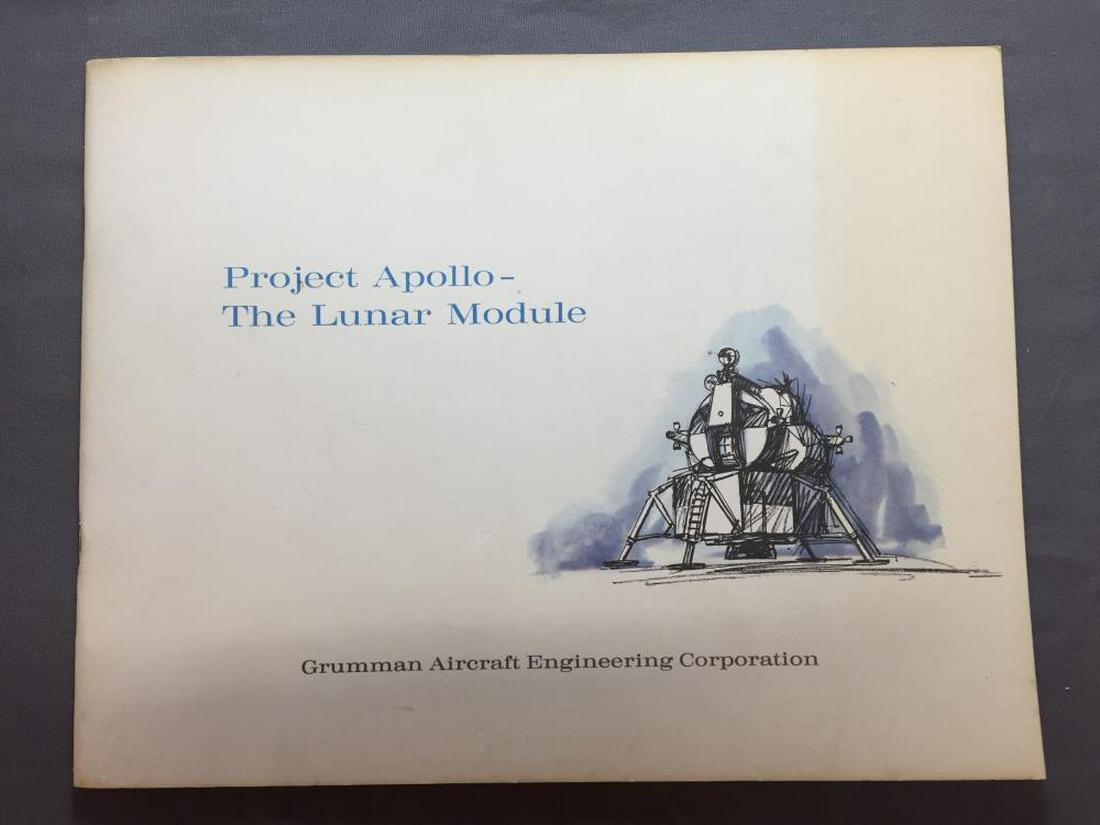 Project Apollo–
The Lunar Module
Grumman Aircraft Engineering Corporation